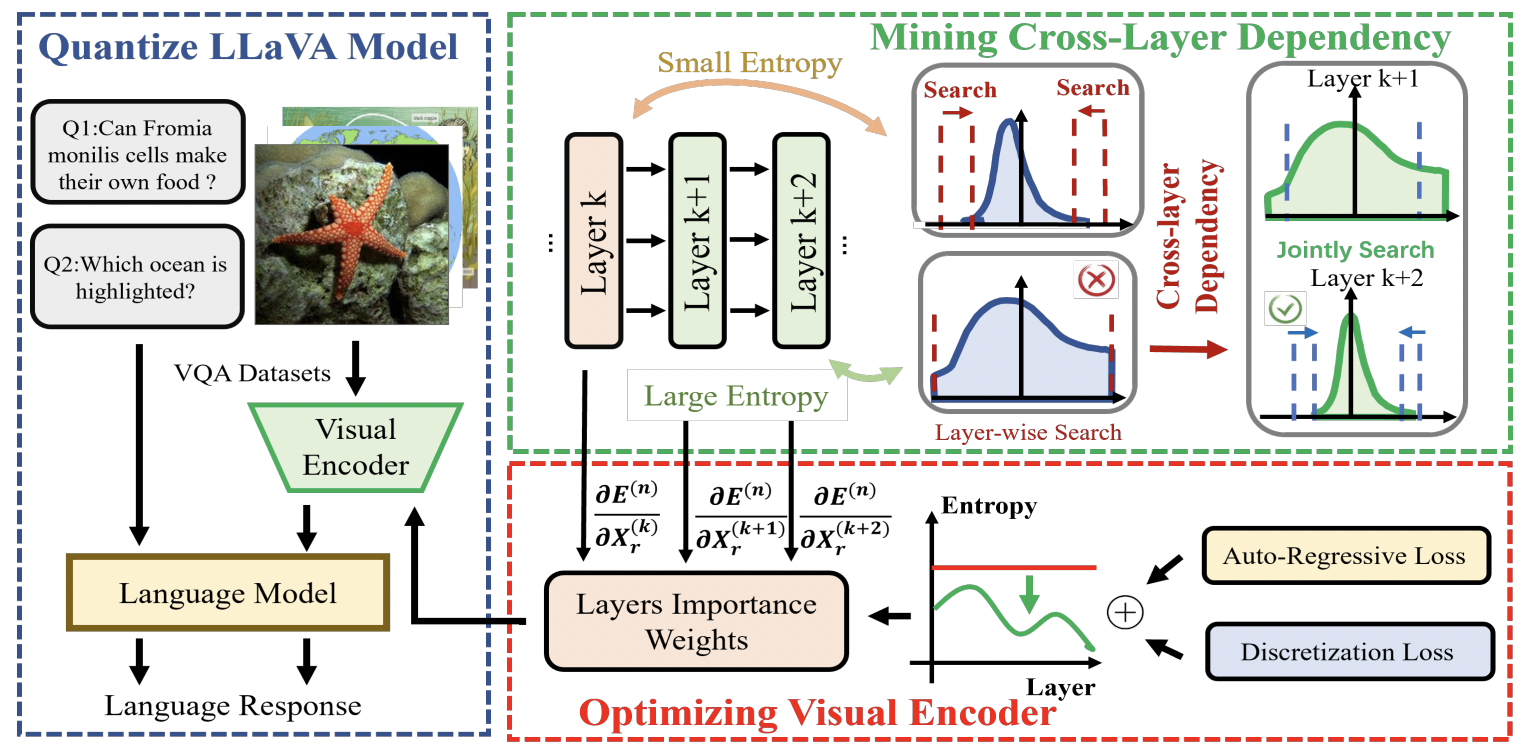 Quantize LLaVA Model
Q1:Can Fromia
monilis cells make
their own food ?
Q2:Which ocean is
highlighted?
VQA Datasets
Visual
Encoder
Language Model
Language Response
Mining Cross-Layer Dependency
Small Entropy
...
Layer k
Layer k+1
Layer k+2
...
Large Entropy
Search
Search
Layer-wise Search
Cross-layer
Dependency
Layer k+1
Jointly Search
Layer k+2
∂E^(n)/∂X_r^(k)
∂E^(n)/∂X_r^(k+1)
∂E^(n)/∂X_r^(k+2)
Layers Importance
Weights
Entropy
Layer
+
Auto-Regressive Loss
Discretization Loss
Optimizing Visual Encoder